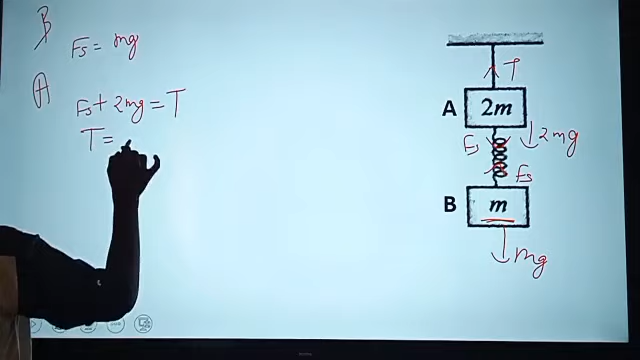 B
Fs = mg
A
Fs + 2mg = T
T =
T
A 2m
2mg
Fs
Fs
B m
mg